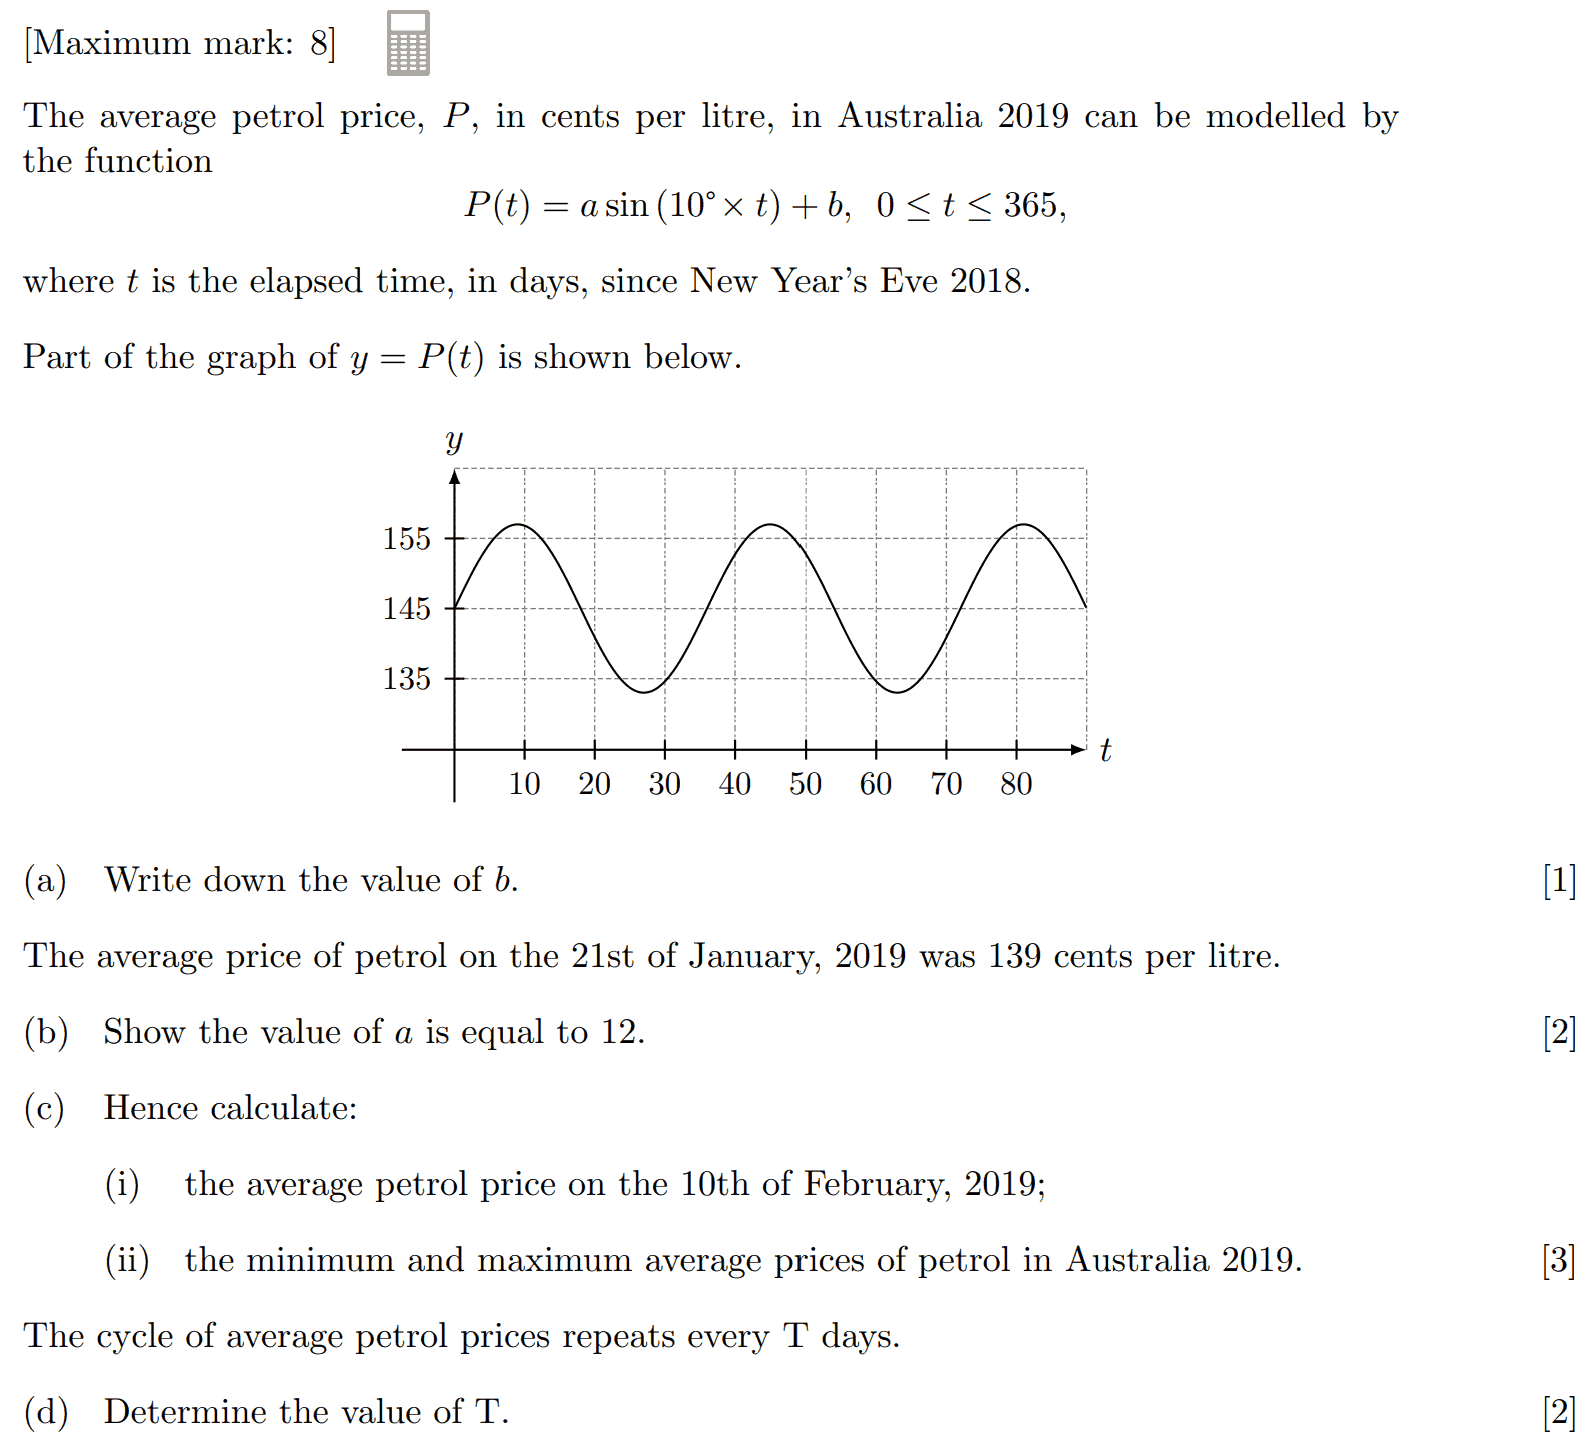 [Maximum mark: 8]
The average petrol price, P, in cents per litre, in Australia 2019 can be modelled by
the function
P(t) = a sin (10° × t) + b, 0 ≤ t ≤ 365,
where t is the elapsed time, in days, since New Year's Eve 2018.
Part of the graph of y = P(t) is shown below.
y
155
145
135
t
10 20 30 40 50 60 70 80
(a) Write down the value of b. [1]
The average price of petrol on the 21st of January, 2019 was 139 cents per litre.
(b) Show the value of a is equal to 12. [2]
(c) Hence calculate:
(i) the average petrol price on the 10th of February, 2019;
(ii) the minimum and maximum average prices of petrol in Australia 2019. [3]
The cycle of average petrol prices repeats every T days.
(d) Determine the value of T. [2]